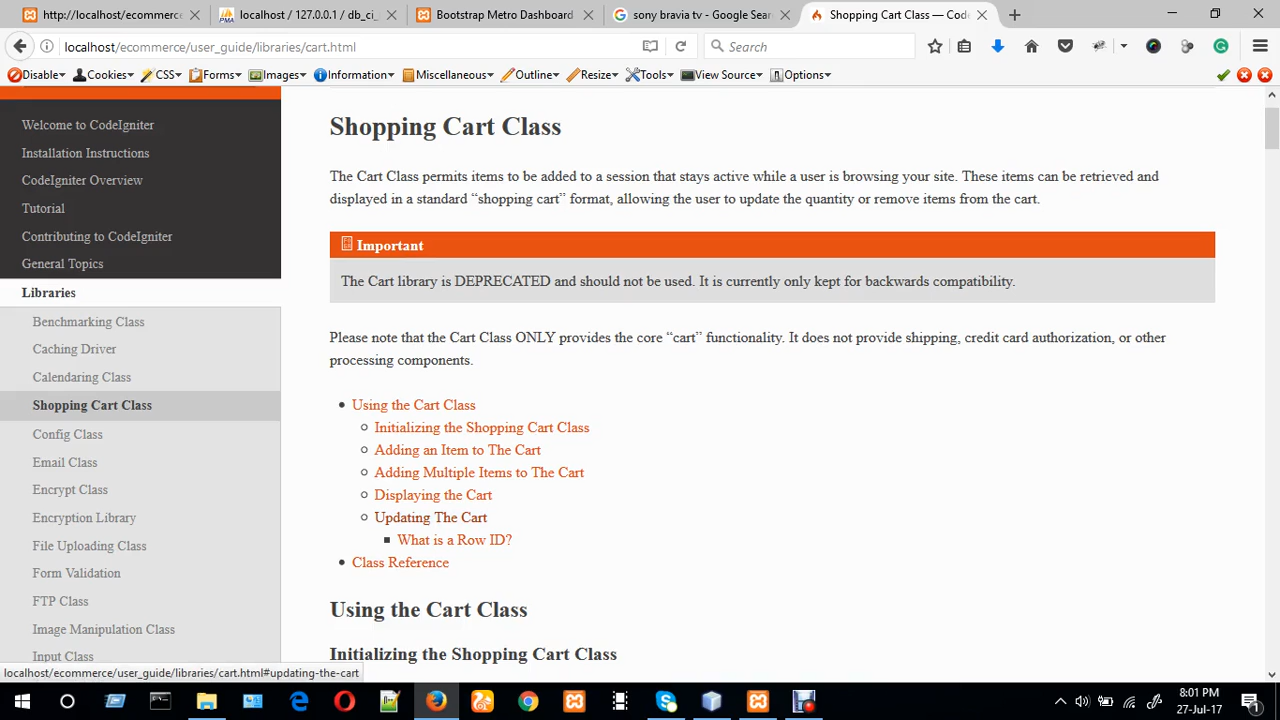 http://localhost/ecommerce
localhost / 127.0.0.1 / db_ci_
Bootstrap Metro Dashboard
sony bravia tv - Google Sear
Shopping Cart Class — Code
localhost/ecommerce/user_guide/libraries/cart.html
Search
Disable Cookies CSS Forms Images Information Miscellaneous Outline Resize Tools View Source Options
Welcome to CodeIgniter
Installation Instructions
CodeIgniter Overview
Tutorial
Contributing to CodeIgniter
General Topics
Libraries
Benchmarking Class
Caching Driver
Calendaring Class
Shopping Cart Class
Config Class
Email Class
Encrypt Class
Encryption Library
File Uploading Class
Form Validation
FTP Class
Image Manipulation Class
Input Class
Shopping Cart Class
The Cart Class permits items to be added to a session that stays active while a user is browsing your site. These items can be retrieved and
displayed in a standard “shopping cart” format, allowing the user to update the quantity or remove items from the cart.
Important
The Cart library is DEPRECATED and should not be used. It is currently only kept for backwards compatibility.
Please note that the Cart Class ONLY provides the core “cart” functionality. It does not provide shipping, credit card authorization, or other
processing components.
Using the Cart Class
Initializing the Shopping Cart Class
Adding an Item to The Cart
Adding Multiple Items to The Cart
Displaying the Cart
Updating The Cart
What is a Row ID?
Class Reference
Using the Cart Class
Initializing the Shopping Cart Class
localhost/ecommerce/user_guide/libraries/cart.html#updating-the-cart
8:01 PM
27-Jul-17